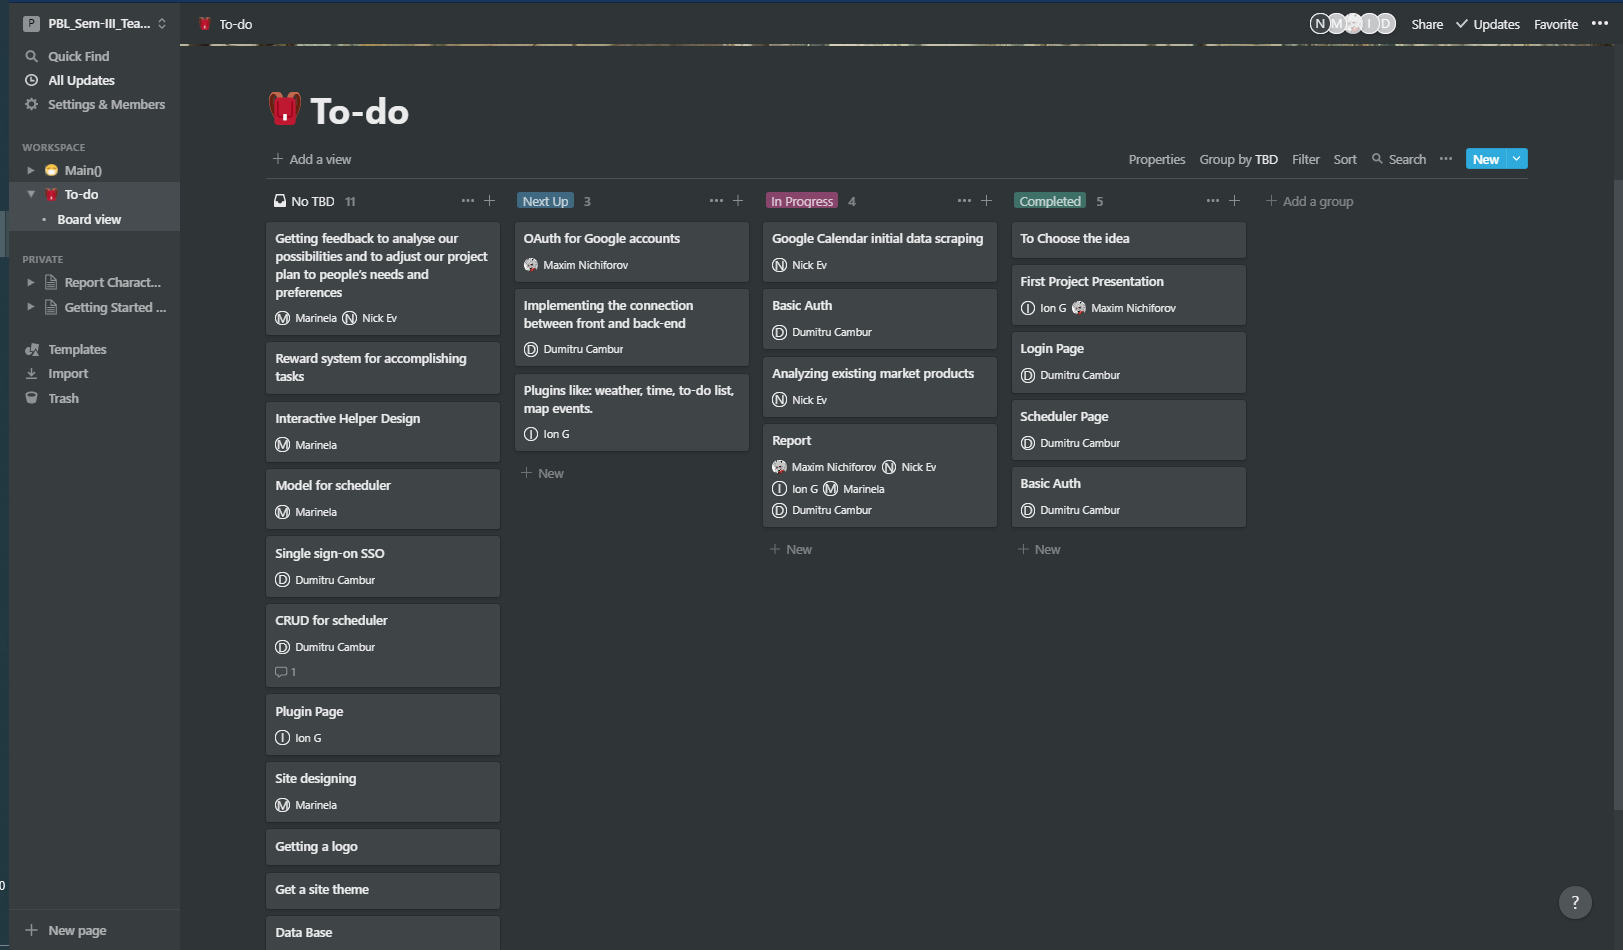 P PBL_Sem-III_Tea...
Quick Find
All Updates
Settings & Members
WORKSPACE
Main()
To-do
Board view
PRIVATE
Report Charact...
Getting Started ...
Templates
Import
Trash
New page
0
To-do
N M I D Share Updates Favorite
To-do
Add a view
Properties Group by TBD Filter Sort Search New
No TBD 11
Getting feedback to analyse our
possibilities and to adjust our project
plan to people's needs and
preferences
M Marinela N Nick Ev
Reward system for accomplishing
tasks
Interactive Helper Design
M Marinela
Model for scheduler
M Marinela
Single sign-on SSO
D Dumitru Cambur
CRUD for scheduler
D Dumitru Cambur
1
Plugin Page
I Ion G
Site designing
M Marinela
Getting a logo
Get a site theme
Data Base
Next Up 3
OAuth for Google accounts
Maxim Nichiforov
Implementing the connection
between front and back-end
D Dumitru Cambur
Plugins like: weather, time, to-do list,
map events.
I Ion G
New
In Progress 4
Google Calendar initial data scraping
N Nick Ev
Basic Auth
D Dumitru Cambur
Analyzing existing market products
N Nick Ev
Report
Maxim Nichiforov N Nick Ev
I Ion G M Marinela
D Dumitru Cambur
New
Completed 5
To Choose the idea
First Project Presentation
I Ion G Maxim Nichiforov
Login Page
D Dumitru Cambur
Scheduler Page
D Dumitru Cambur
Basic Auth
D Dumitru Cambur
New
Add a group
?